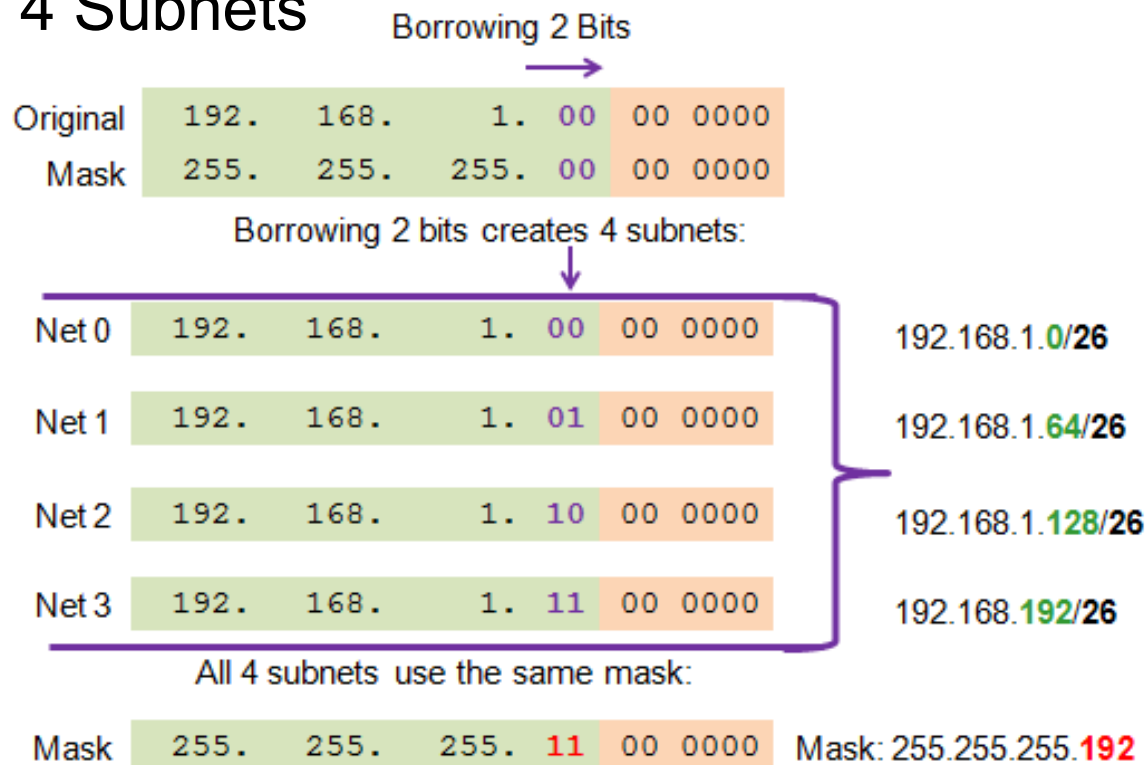 4 Subnets
Borrowing 2 Bits
Original 192. 168. 1. 00 00 0000
Mask 255. 255. 255. 00 00 0000
Borrowing 2 bits creates 4 subnets:
Net 0 192. 168. 1. 00 00 0000 192.168.1.0/26
Net 1 192. 168. 1. 01 00 0000 192.168.1.64/26
Net 2 192. 168. 1. 10 00 0000 192.168.1.128/26
Net 3 192. 168. 1. 11 00 0000 192.168.192/26
All 4 subnets use the same mask:
Mask 255. 255. 255. 11 00 0000 Mask: 255.255.255.192